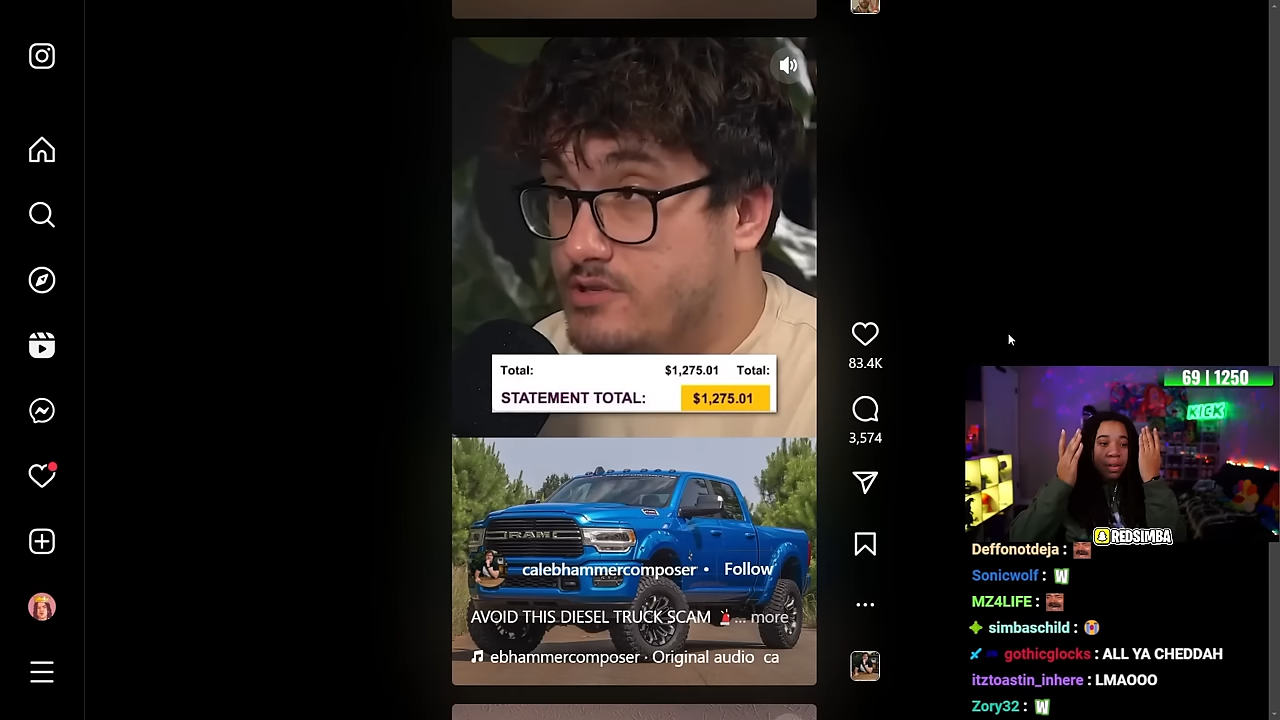 Total: $1,275.01 Total:
STATEMENT TOTAL: $1,275.01
RAM
calebhammercomposer • Follow
AVOID THIS DIESEL TRUCK SCAM 🚨... more
ebhammercomposer · Original audio ca
83.4K
3,574
69 | 1250
KICK
REDSIMBA
Deffonotdeja :
Sonicwolf : W
MZ4LIFE :
simbaschild : 😭
gothicglocks : ALL YA CHEDDAH
itztoastin_inhere : LMAOOO
Zory32 : W